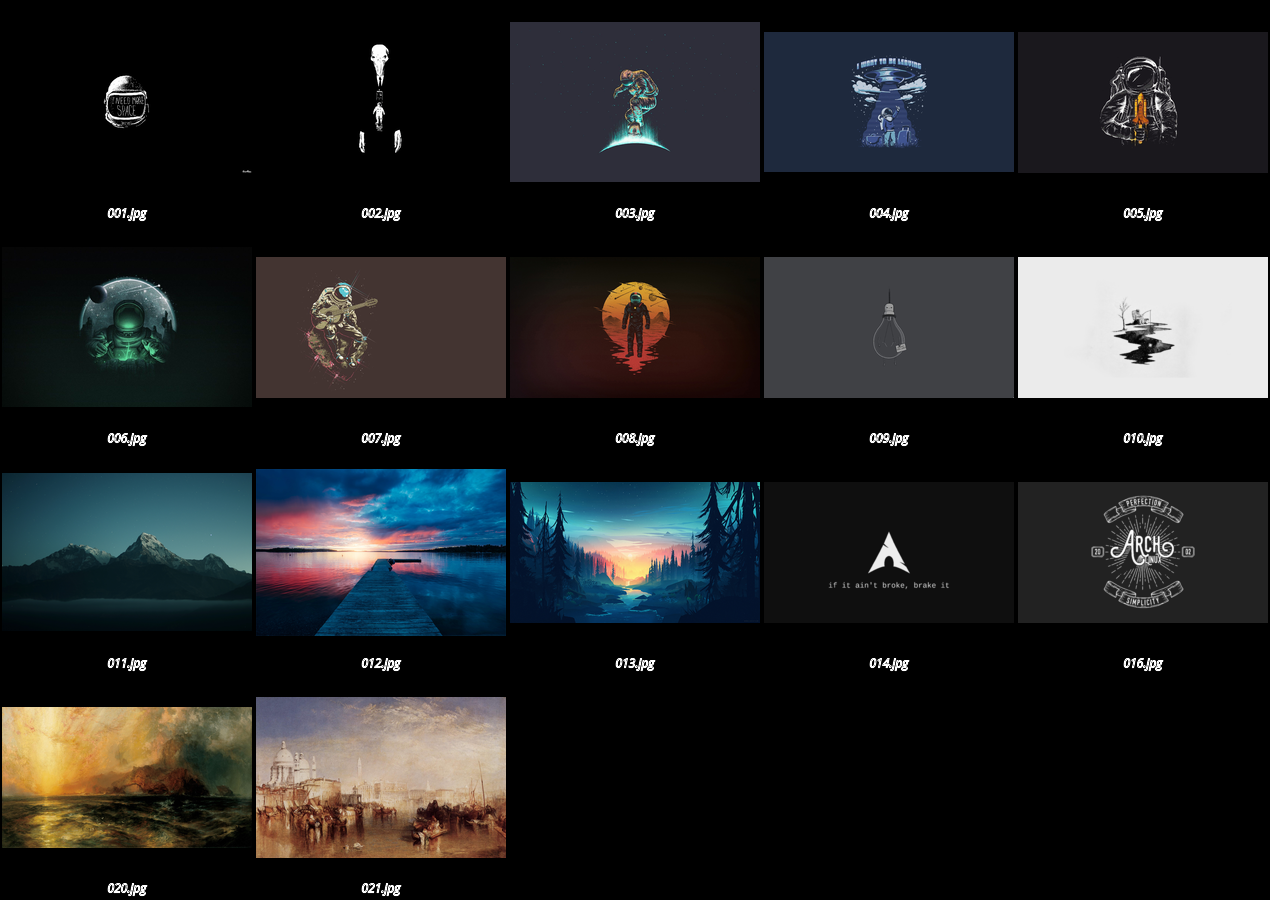 I NEED MORE
SPACE
001.jpg
002.jpg
003.jpg
I WANT TO BE LEAVING
004.jpg
005.jpg
006.jpg
007.jpg
008.jpg
009.jpg
010.jpg
011.jpg
012.jpg
013.jpg
if it ain't broke, brake it
014.jpg
PERFECTION
20
ARCH
LINUX
02
SIMPLICITY
016.jpg
020.jpg
021.jpg